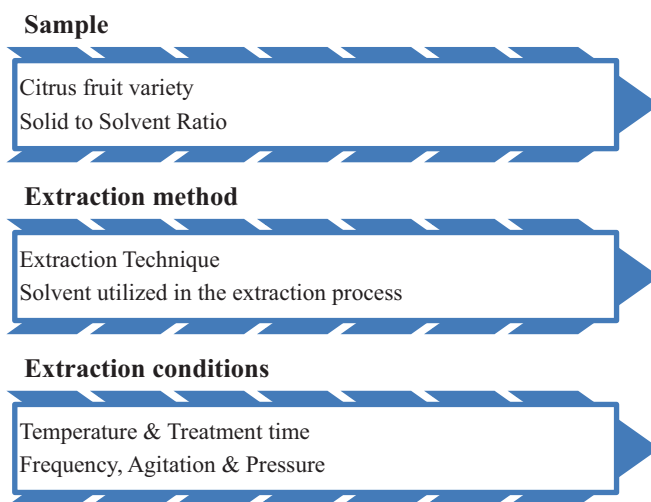 Sample
Citrus fruit variety
Solid to Solvent Ratio
Extraction method
Extraction Technique
Solvent utilized in the extraction process
Extraction conditions
Temperature & Treatment time
Frequency, Agitation & Pressure